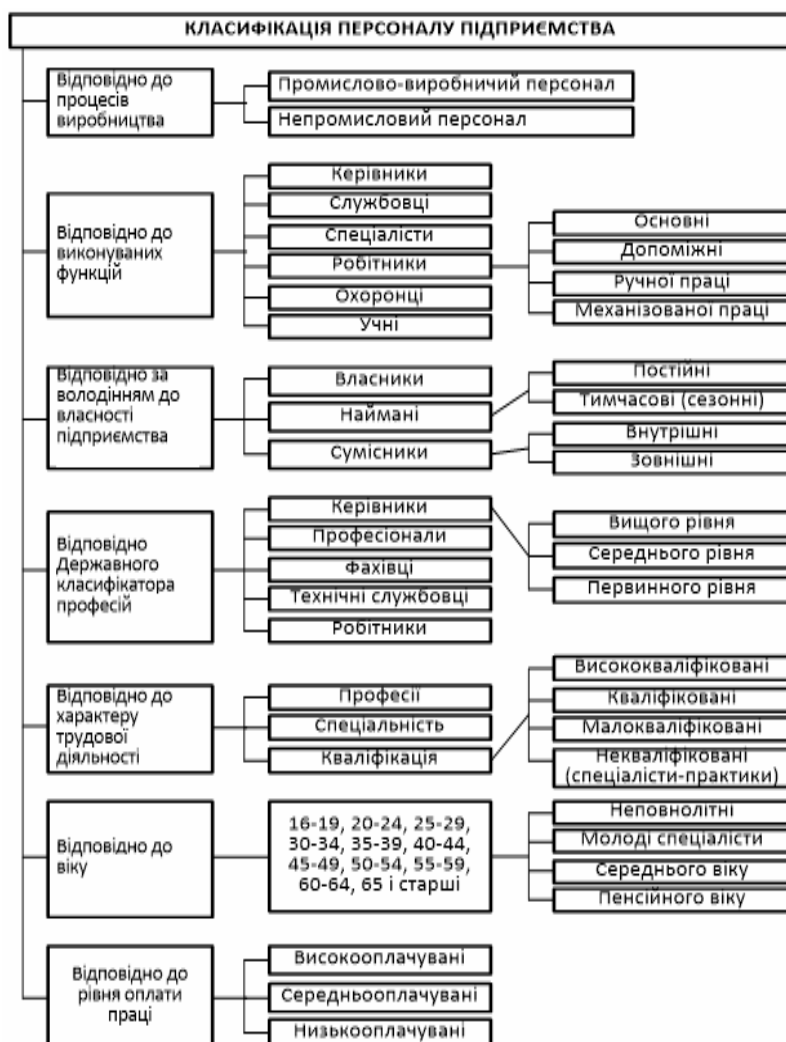 КЛАСИФІКАЦІЯ ПЕРСОНАЛУ ПІДПРИЄМСТВА
Відповідно до
процесів
виробництва
Промислово-виробничий персонал
Непромисловий персонал
Відповідно до
виконуваних
функцій
Керівники
Службовці
Спеціалісти
Робітники
Охоронці
Учні
Основні
Допоміжні
Ручної праці
Механізованої праці
Відповідно за
володінням до
власності
підприємства
Власники
Наймані
Сумісники
Постійні
Тимчасові (сезонні)
Внутрішні
Зовнішні
Відповідно
Державного
класифікатора
професій
Керівники
Професіонали
Фахівці
Технічні службовці
Робітники
Вищого рівня
Середнього рівня
Первинного рівня
Відповідно до
характеру
трудової
діяльності
Професії
Спеціальність
Кваліфікація
Висококваліфіковані
Кваліфіковані
Малокваліфіковані
Некваліфіковані
(спеціалісти-практики)
Відповідно до
віку
16-19, 20-24, 25-29,
30-34, 35-39, 40-44,
45-49, 50-54, 55-59,
60-64, 65 і старші
Неповнолітні
Молоді спеціалісти
Середнього віку
Пенсійного віку
Відповідно до
рівня оплати
праці
Високооплачувані
Середньооплачувані
Низькооплачувані